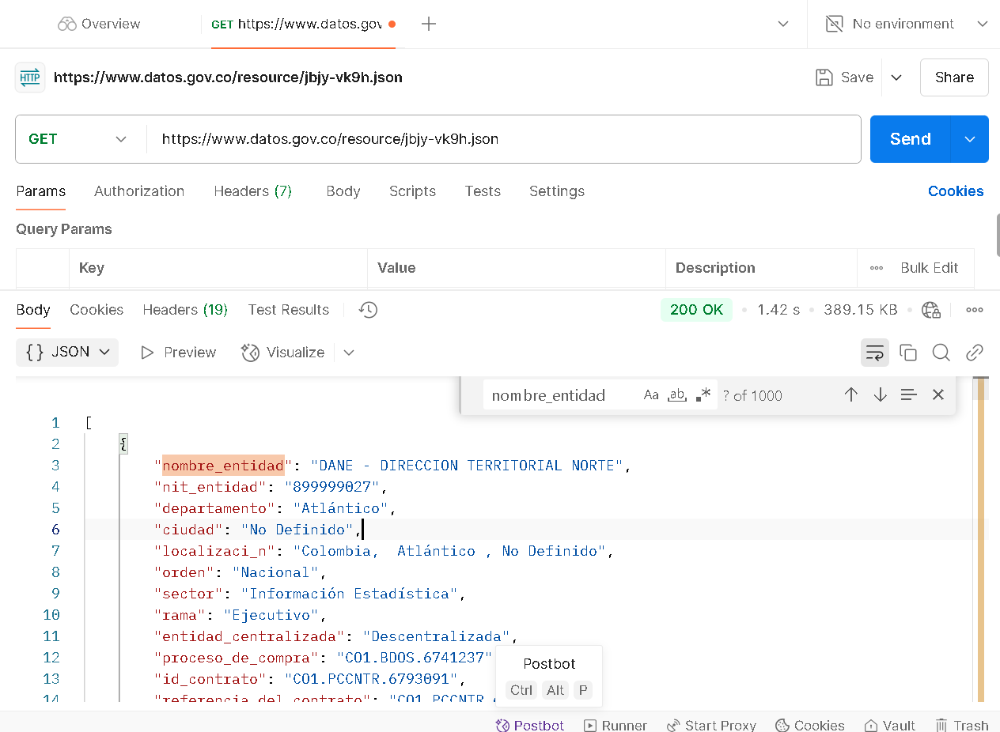 Overview
GET https://www.datos.gov
No environment
HTTP https://www.datos.gov.co/resource/jbjy-vk9h.json
Save
Share
GET
https://www.datos.gov.co/resource/jbjy-vk9h.json
Send
Params Authorization Headers (7) Body Scripts Tests Settings Cookies
Query Params
Key Value Description Bulk Edit
Body Cookies Headers (19) Test Results 200 OK 1.42 s 389.15 KB
{} JSON Preview Visualize
nombre_entidad Aa ab .* ? of 1000
1 [
2 {
3 "nombre_entidad": "DANE - DIRECCION TERRITORIAL NORTE",
4 "nit_entidad": "899999027",
5 "departamento": "Atlántico",
6 "ciudad": "No Definido",
7 "localizaci_n": "Colombia,  Atlántico , No Definido",
8 "orden": "Nacional",
9 "sector": "Información Estadística",
10 "rama": "Ejecutivo",
11 "entidad_centralizada": "Descentralizada",
12 "proceso_de_compra": "CO1.BDOS.6741237"
13 "id_contrato": "CO1.PCCNTR.6793091",
14 "referencia_del_contrato": "CO1.PCCNTR.
Postbot
Ctrl Alt P
Postbot Runner Start Proxy Cookies Vault Trash